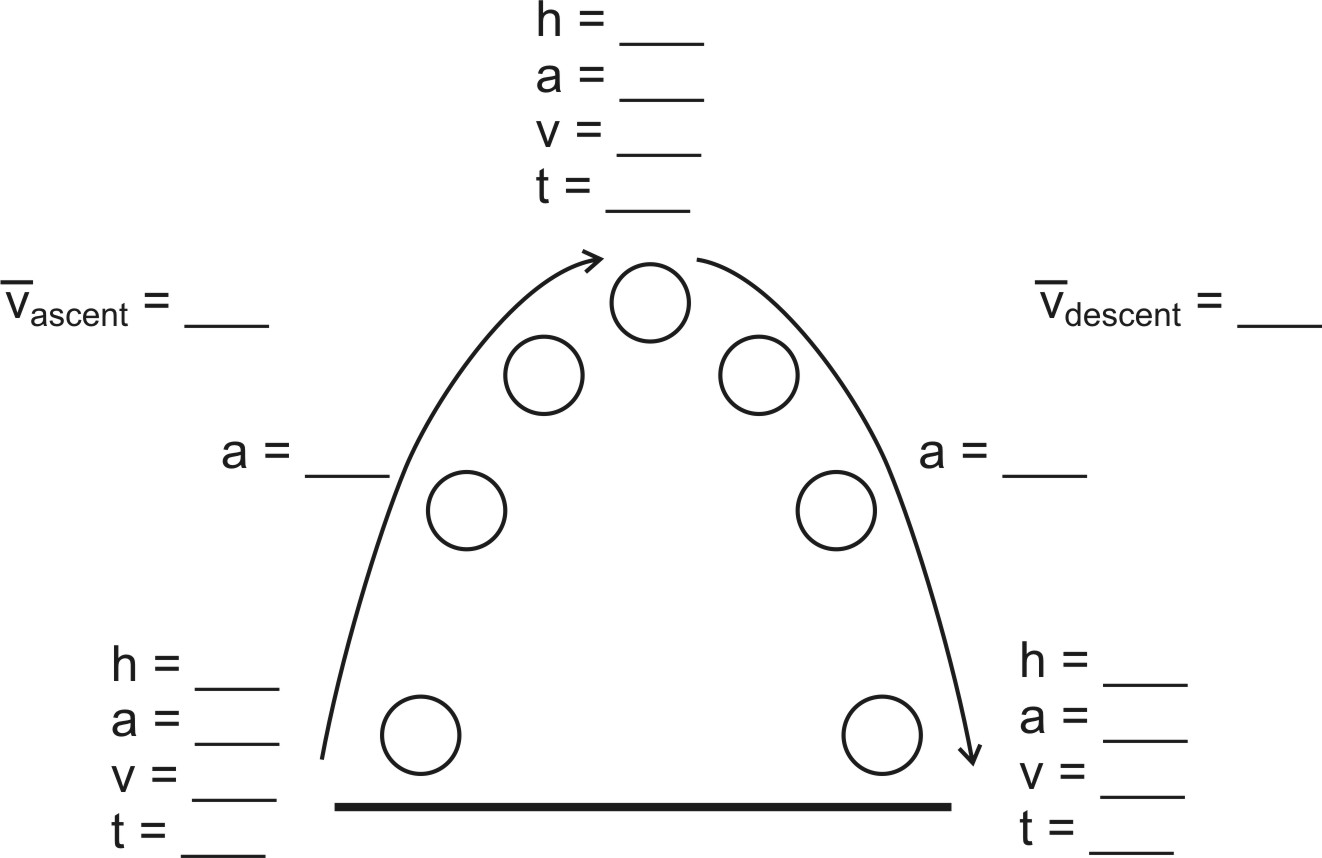 h = ____
a = ____
v = ____
t = ____
v̅ascent = ____
v̅descent = ____
a = ____
a = ____
h = ____
a = ____
v = ____
t = ____
h = ____
a = ____
v = ____
t = ____